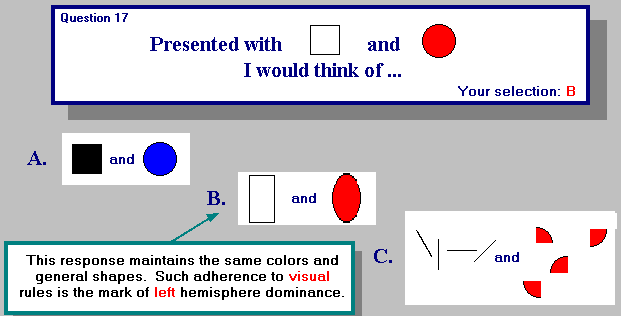 Question 17
Presented with and
I would think of ...
Your selection: B
A. and
B. and
C. and
This response maintains the same colors and
general shapes. Such adherence to visual
rules is the mark of left hemisphere dominance.